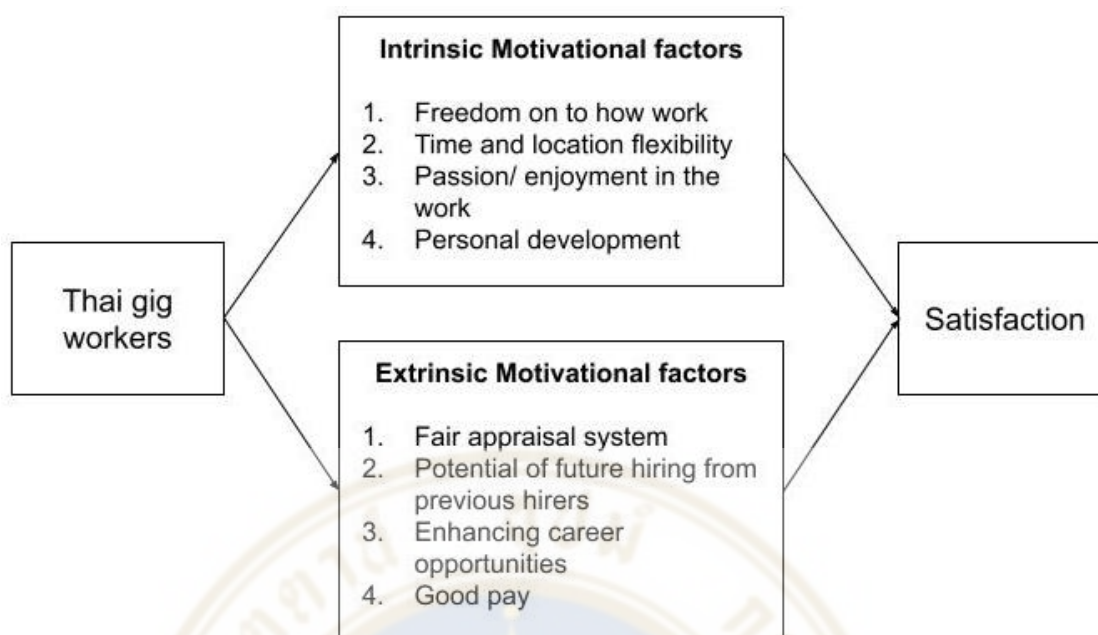 Intrinsic Motivational factors
1. Freedom on to how work
2. Time and location flexibility
3. Passion/ enjoyment in the
work
4. Personal development
Thai gig
workers
Satisfaction
Extrinsic Motivational factors
1. Fair appraisal system
2. Potential of future hiring from
previous hirers
3. Enhancing career
opportunities
4. Good pay